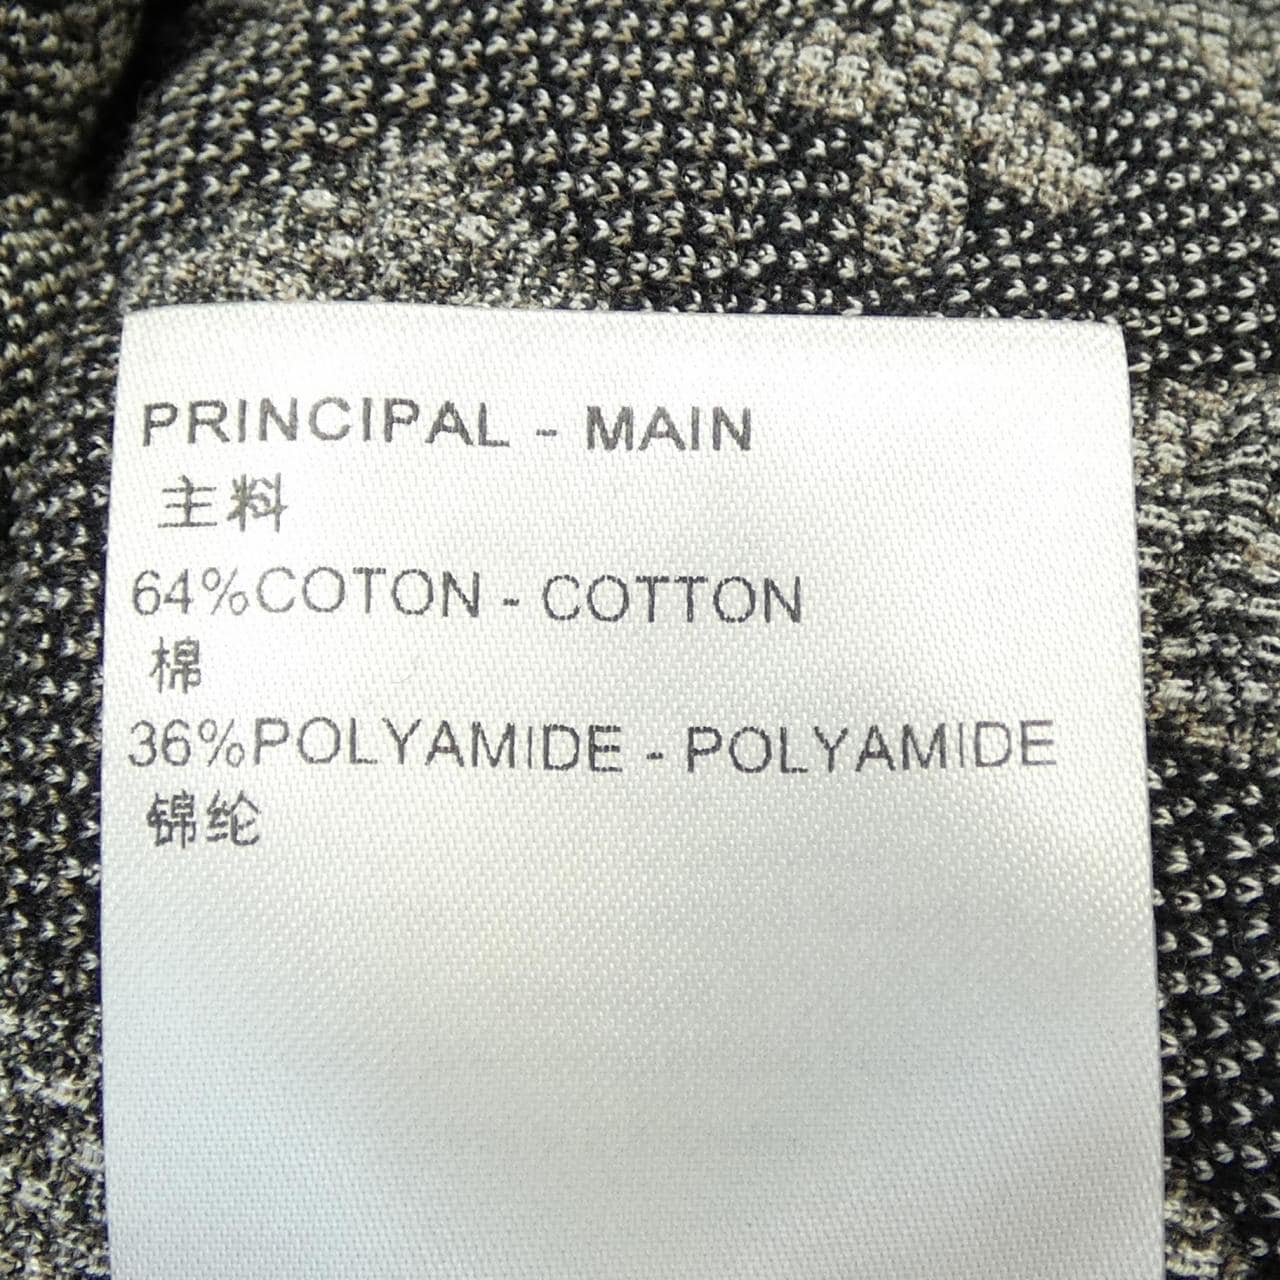 PRINCIPAL - MAIN
主料
64%COTON - COTTON
棉
36%POLYAMIDE - POLYAMIDE
锦纶